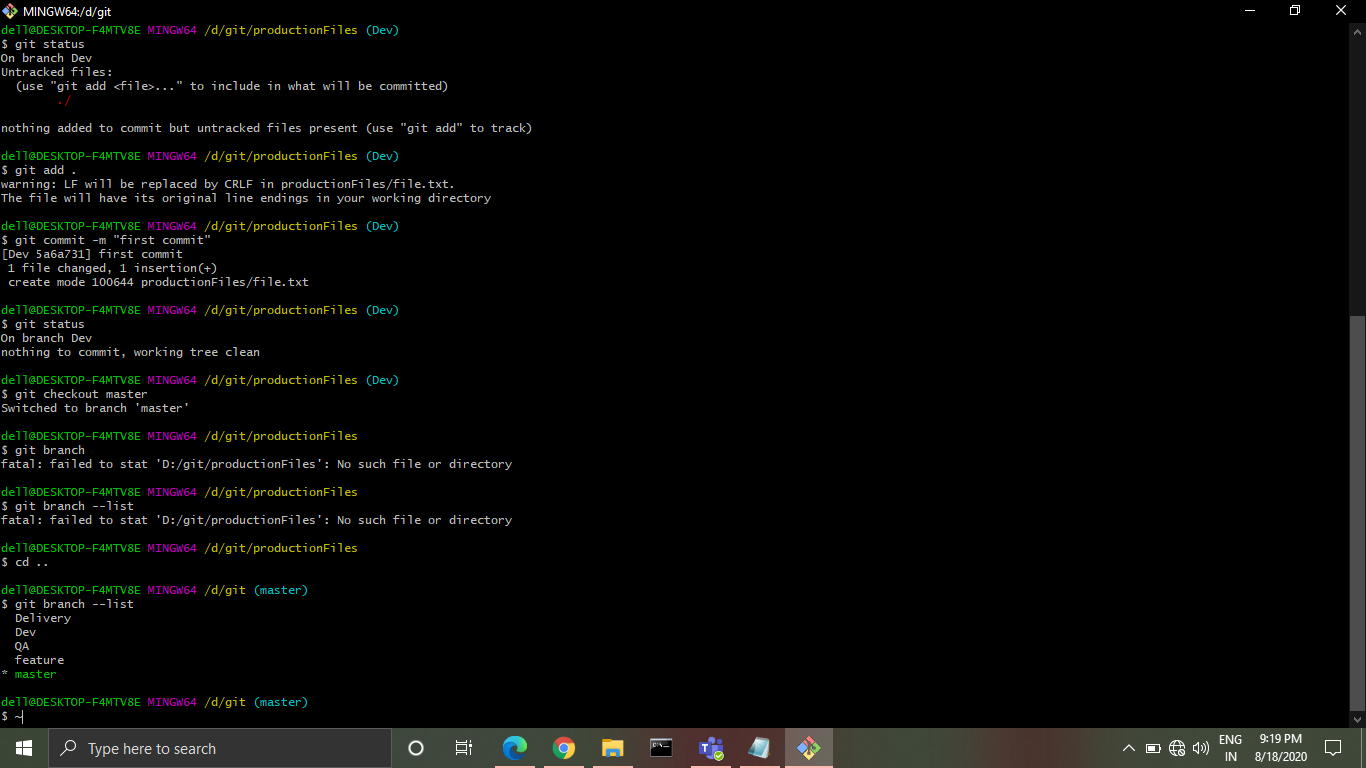 MINGW64:/d/git
dell@DESKTOP-F4MTV8E MINGW64 /d/git/productionFiles (Dev)
$ git status
On branch Dev
Untracked files:
  (use "git add <file>..." to include in what will be committed)
        ./

nothing added to commit but untracked files present (use "git add" to track)

dell@DESKTOP-F4MTV8E MINGW64 /d/git/productionFiles (Dev)
$ git add .
warning: LF will be replaced by CRLF in productionFiles/file.txt.
The file will have its original line endings in your working directory

dell@DESKTOP-F4MTV8E MINGW64 /d/git/productionFiles (Dev)
$ git commit -m "first commit"
[Dev 5a6a731] first commit
 1 file changed, 1 insertion(+)
 create mode 100644 productionFiles/file.txt

dell@DESKTOP-F4MTV8E MINGW64 /d/git/productionFiles (Dev)
$ git status
On branch Dev
nothing to commit, working tree clean

dell@DESKTOP-F4MTV8E MINGW64 /d/git/productionFiles (Dev)
$ git checkout master
Switched to branch 'master'

dell@DESKTOP-F4MTV8E MINGW64 /d/git/productionFiles
$ git branch
fatal: failed to stat 'D:/git/productionFiles': No such file or directory

dell@DESKTOP-F4MTV8E MINGW64 /d/git/productionFiles
$ git branch --list
fatal: failed to stat 'D:/git/productionFiles': No such file or directory

dell@DESKTOP-F4MTV8E MINGW64 /d/git/productionFiles
$ cd ..

dell@DESKTOP-F4MTV8E MINGW64 /d/git (master)
$ git branch --list
  Delivery
  Dev
  QA
  feature
* master

dell@DESKTOP-F4MTV8E MINGW64 /d/git (master)
$ ~
Type here to search
ENG
IN
9:19 PM
8/18/2020